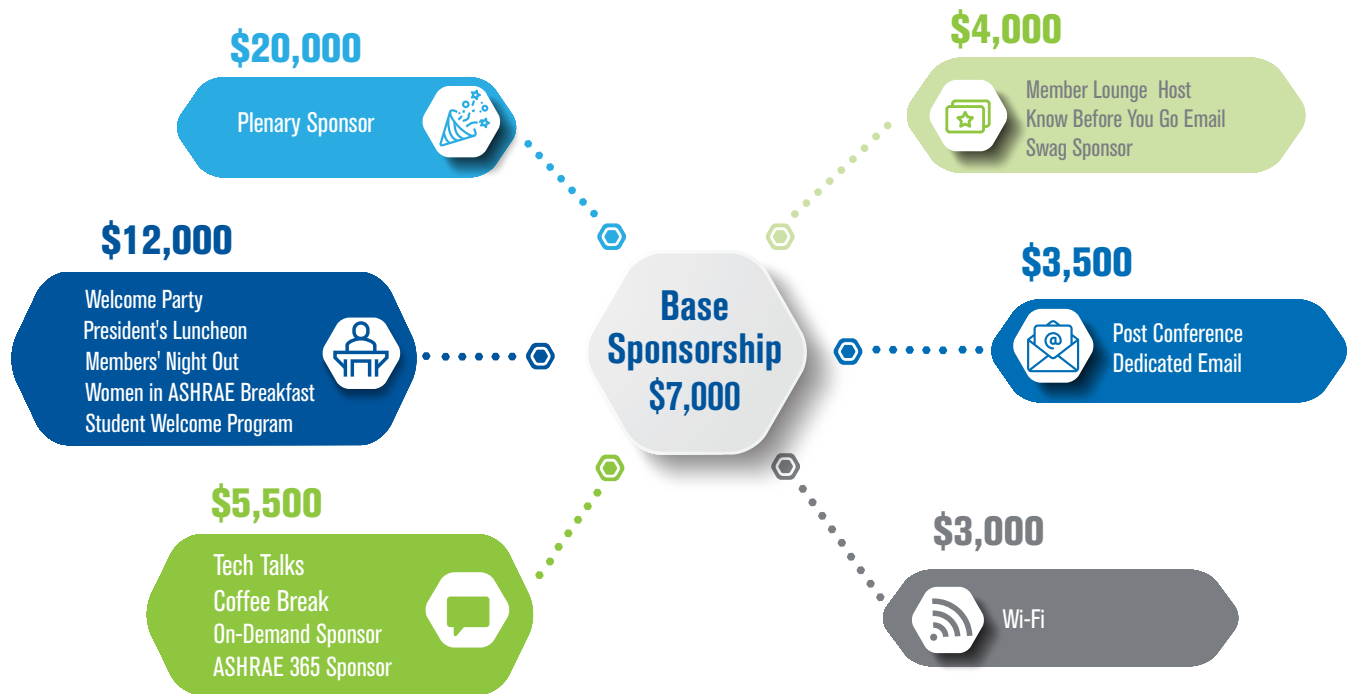 $20,000
Plenary Sponsor
$12,000
Welcome Party
President's Luncheon
Members' Night Out
Women in ASHRAE Breakfast
Student Welcome Program
$5,500
Tech Talks
Coffee Break
On-Demand Sponsor
ASHRAE 365 Sponsor
Base
Sponsorship
$7,000
$4,000
Member Lounge Host
Know Before You Go Email
Swag Sponsor
$3,500
@
Post Conference
Dedicated Email
$3,000
Wi-Fi